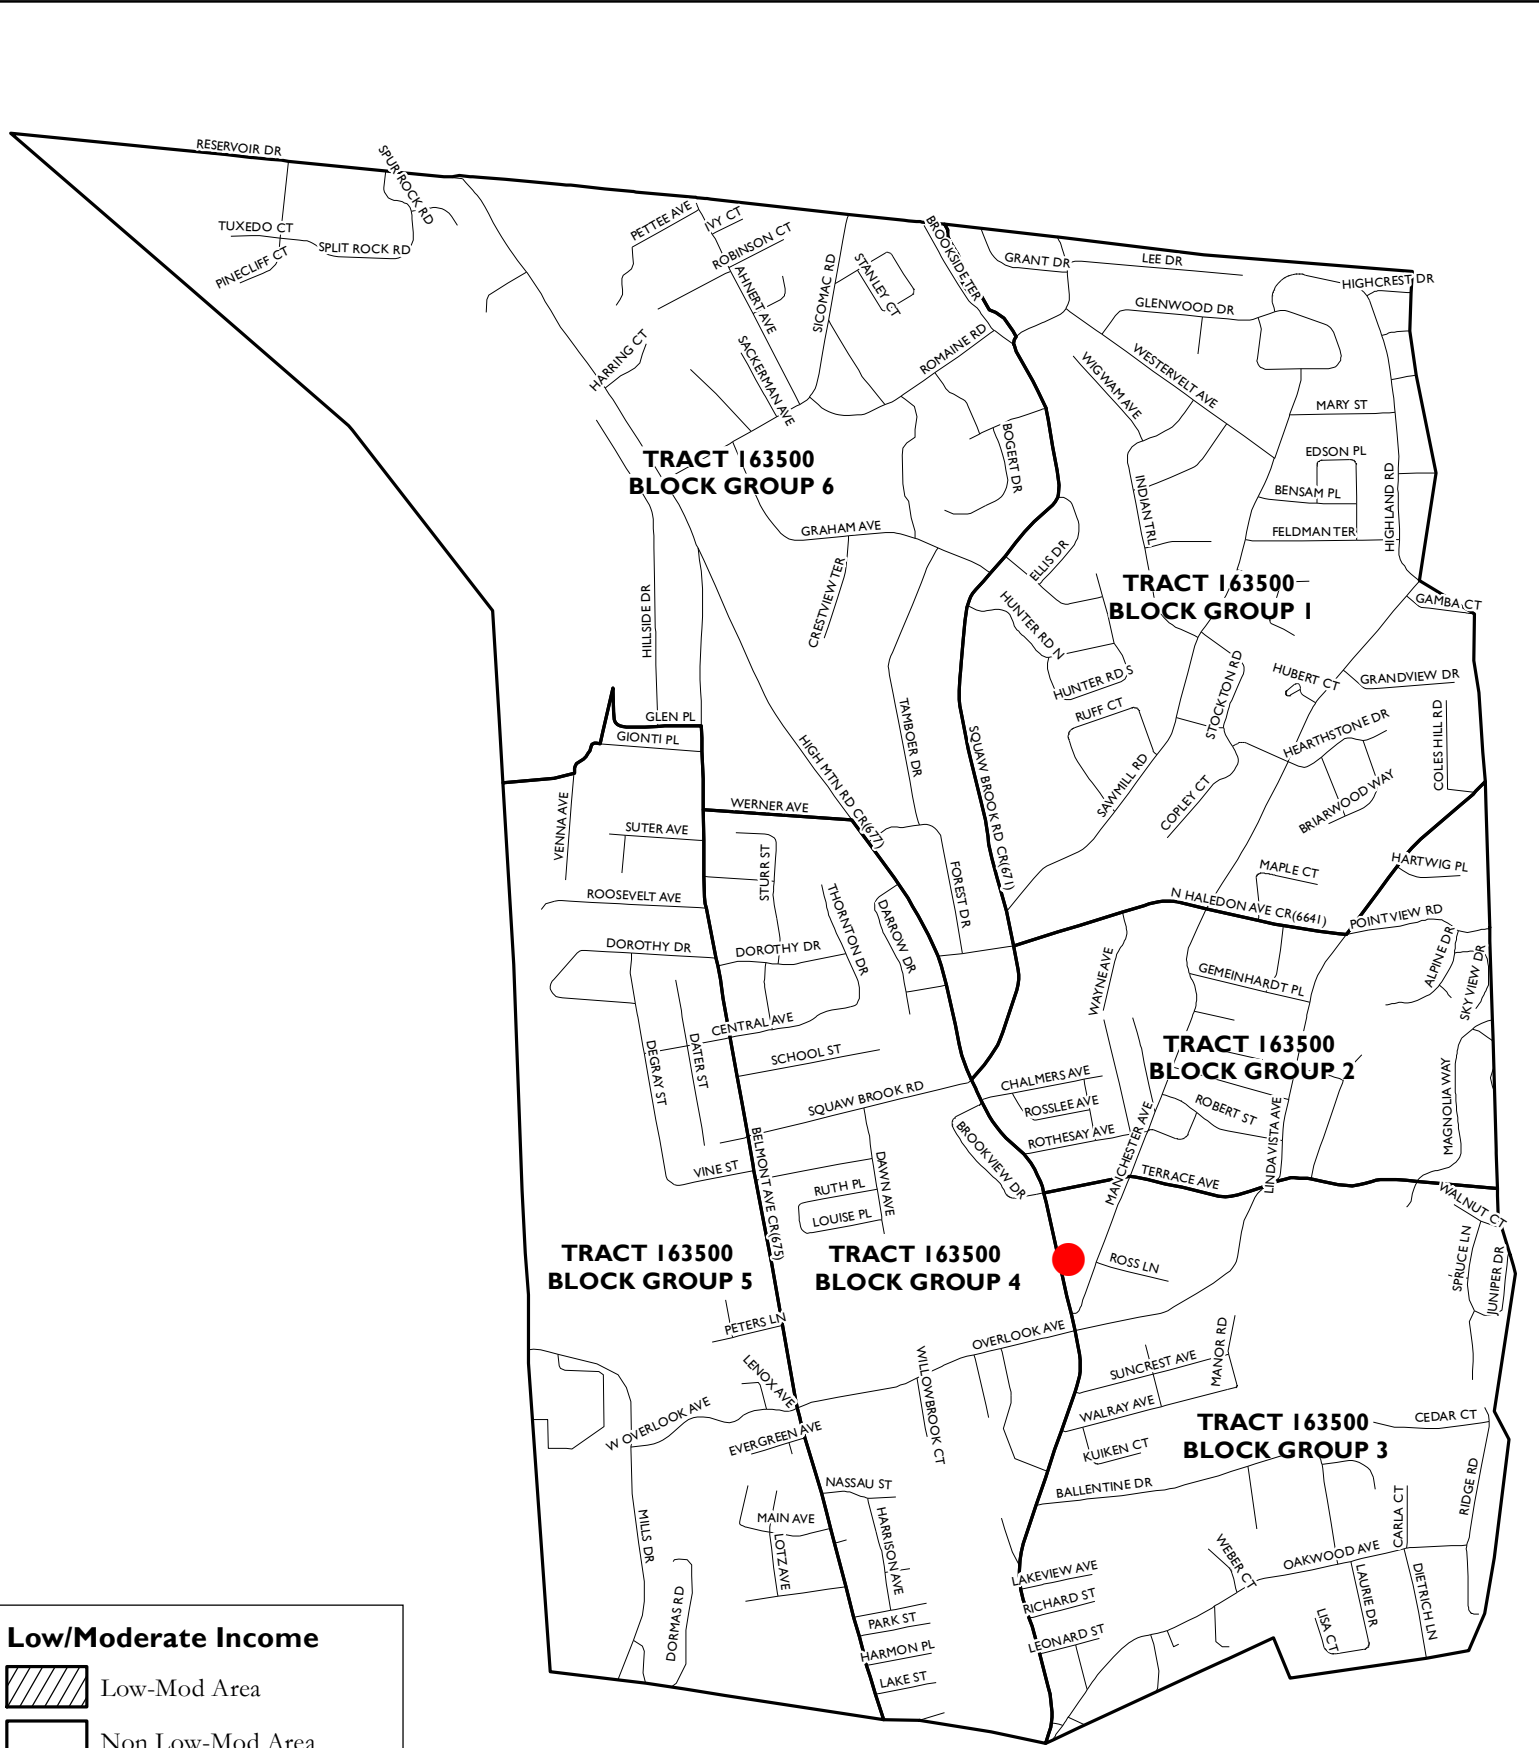 RESERVOIR DR
SPUR ROCK RD
TUXEDO CT
SPLIT ROCK RD
PINECLIFF CT
PETTEE AVE
IVY CT
ROBINSON CT
AHNERT AVE
SICOMAC RD
STANLEY CT
BROOKSIDE TER
GRANT DR
LEE DR
HIGHCREST DR
GLENWOOD DR
HARRING CT
SACKERMAN AVE
ROMAINE RD
WIGWAM AVE
WESTERVELT AVE
MARY ST
BOGERT DR
EDSON PL
BENSAM PL
HIGHLAND RD
TRACT 163500
BLOCK GROUP 6
INDIAN TRL
FELDMAN TER
GRAHAM AVE
CRESTVIEW TER
ELLIS DR
TRACT 163500
BLOCK GROUP 1
GAMBA CT
HILLSIDE DR
HUNTER RD N
HUNTER RD S
STOCKTON RD
HUBERT CT
GRANDVIEW DR
RUFF CT
GLEN PL
GIONTI PL
TAMBOER DR
HIGH MTN RD CR(677)
SQUAW BROOK RD CR(671)
HEARTHSTONE DR
COLES HILL RD
SAWMILL RD
COPLEY CT
BRIARWOOD WAY
WERNER AVE
VENNA AVE
SUTER AVE
STURR ST
ROOSEVELT AVE
THORNTON DR
DARROW DR
FOREST DR
MAPLE CT
HARTWIG PL
N HALEDON AVE CR(6641)
POINT VIEW RD
DOROTHY DR
DOROTHY DR
WAYNE AVE
GEMEINHARDT PL
ALPINE DR
SKY VIEW DR
CENTRAL AVE
DEGRAY ST
DATER ST
SCHOOL ST
TRACT 163500
BLOCK GROUP 2
SQUAW BROOK RD
CHALMERS AVE
ROSSLEE AVE
ROTHESAY AVE
ROBERT ST
MAGNOLIA WAY
BROOKVIEW DR
MANCHESTER AVE
LINDA VISTA AVE
TERRACE AVE
VINE ST
BELMONT AVE CR(675)
DAWN AVE
RUTH PL
LOUISE PL
WALNUT CT
SPRUCE LN
JUNIPER DR
TRACT 163500
BLOCK GROUP 5
TRACT 163500
BLOCK GROUP 4
ROSS LN
PETERS LN
OVERLOOK AVE
LENOX AVE
WILLOWBROOK CT
SUNCREST AVE
MANOR RD
W OVERLOOK AVE
EVERGREEN AVE
WALRAY AVE
KUIKEN CT
TRACT 163500
BLOCK GROUP 3
CEDAR CT
NASSAU ST
BALLENTINE DR
RIDGE RD
MILLS DR
MAIN AVE
LOTZ AVE
HARRISON AVE
CARLA CT
WEBER CT
OAKWOOD AVE
LAKEVIEW AVE
RICHARD ST
LEONARD ST
LAURIE DR
DIETRICH LN
LISA CT
DORMAS RD
PARK ST
HARMON PL
LAKE ST
Low/Moderate Income
Low-Mod Area
Non Low-Mod Area